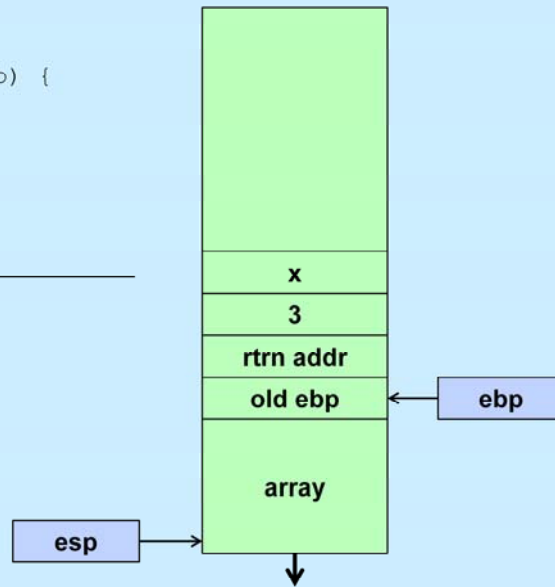 o) {
x
3
rtrn addr
old ebp
ebp
array
esp